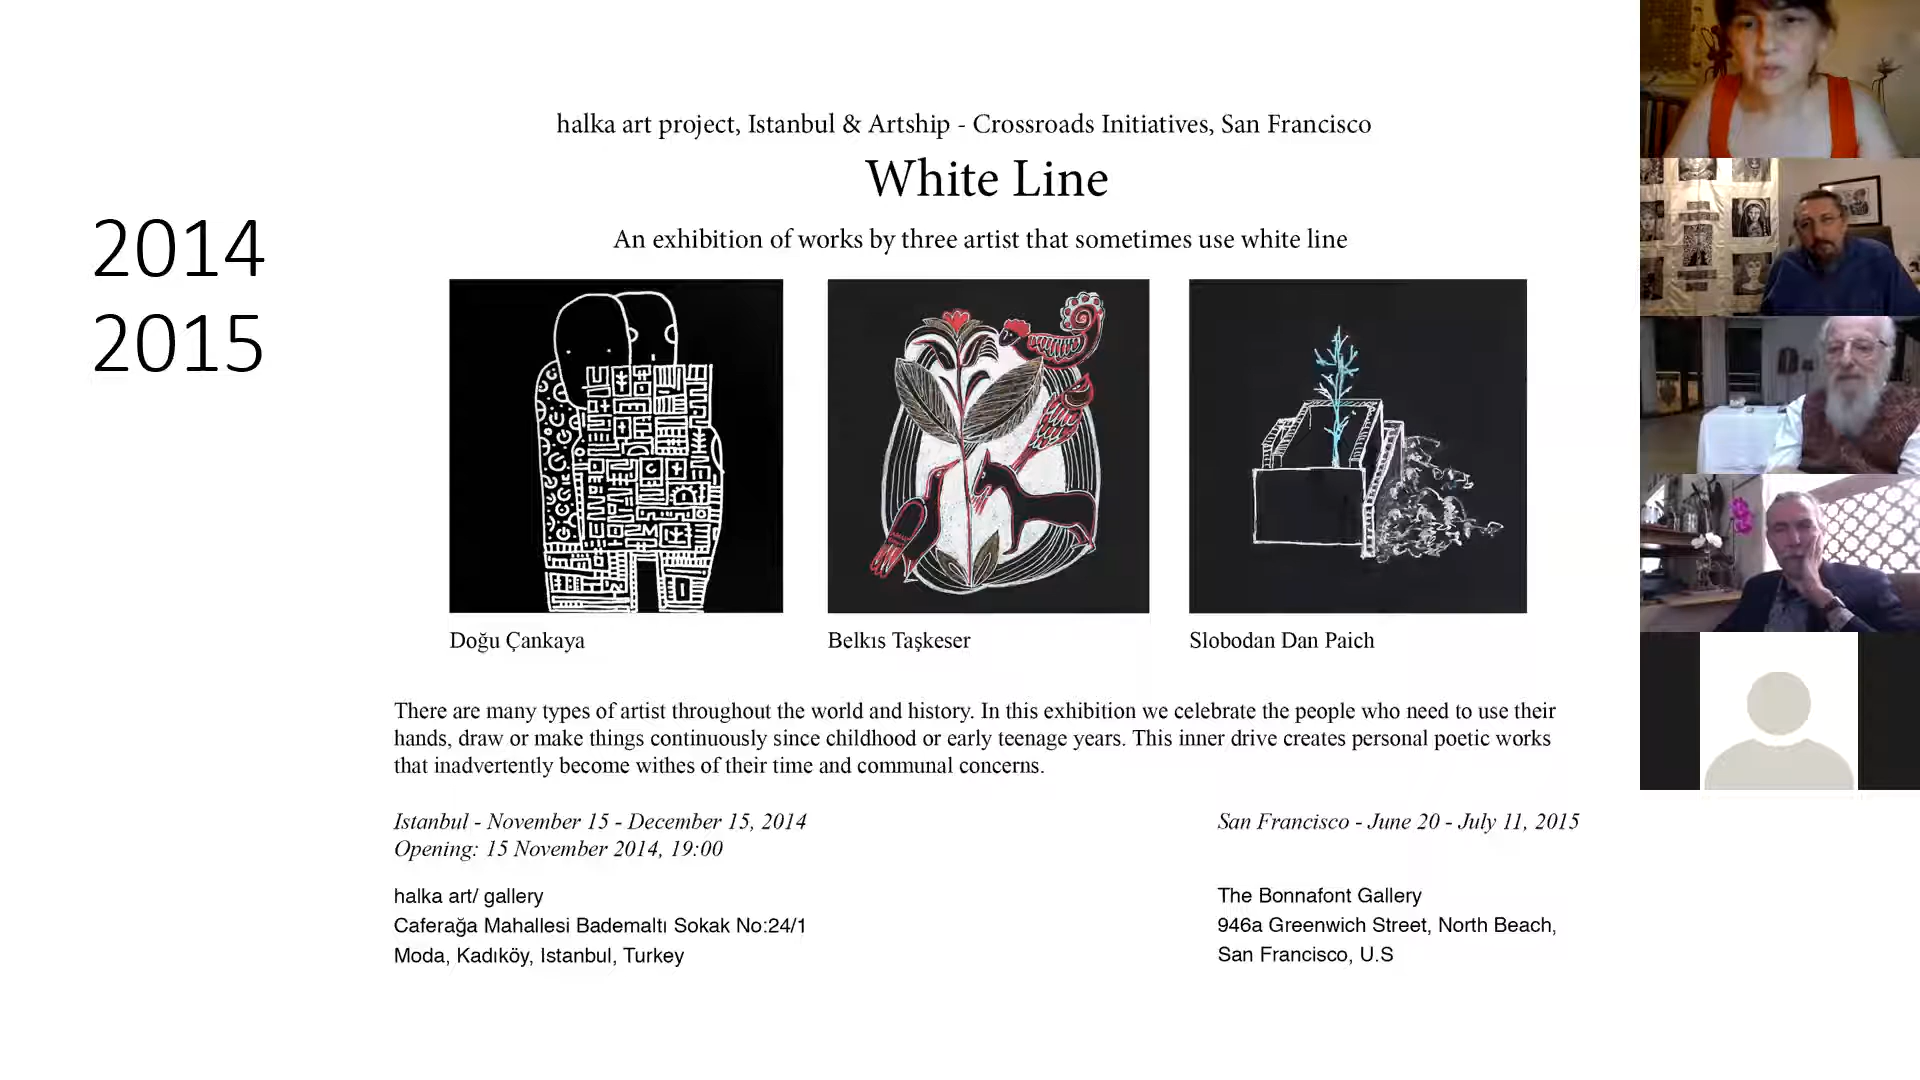 halka art project, Istanbul & Artship - Crossroads Initiatives, San Francisco
White Line
An exhibition of works by three artist that sometimes use white line
2014
2015
Doğu Çankaya
Belkıs Taşkeser
Slobodan Dan Paich
There are many types of artist throughout the world and history. In this exhibition we celebrate the people who need to use their
hands, draw or make things continuously since childhood or early teenage years. This inner drive creates personal poetic works
that inadvertently become withes of their time and communal concerns.
Istanbul - November 15 - December 15, 2014
Opening: 15 November 2014, 19:00
halka art/ gallery
Caferağa Mahallesi Bademaltı Sokak No:24/1
Moda, Kadıköy, Istanbul, Turkey
San Francisco - June 20 - July 11, 2015
The Bonnafont Gallery
946a Greenwich Street, North Beach,
San Francisco, U.S